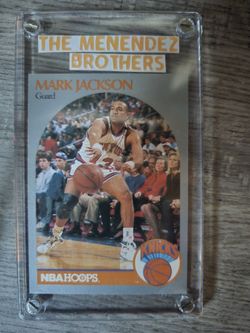 THE MENENDEZ
BROTHERS
MARK JACKSON
Guard
NBA HOOPS
KNICKS